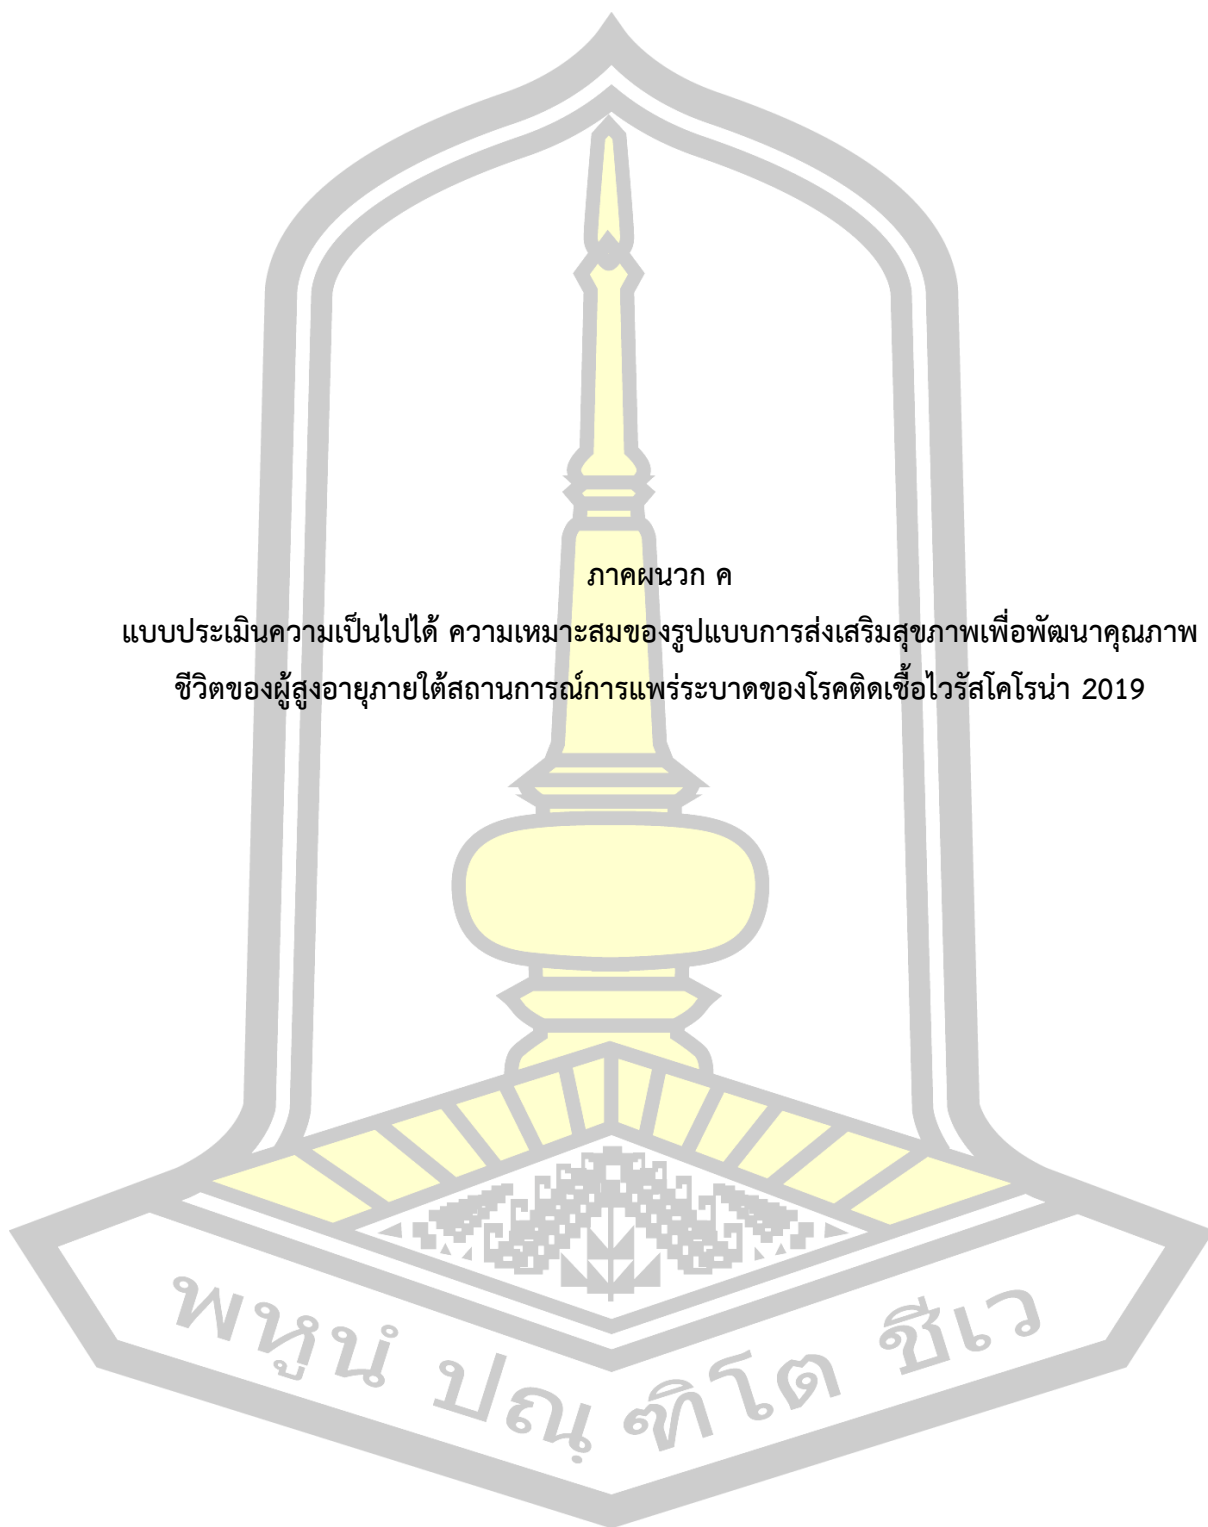 ภาคผนวก ค
แบบประเมินความเป็นไปได้ ความเหมาะสมของรูปแบบการส่งเสริมสุขภาพเพื่อพัฒนาคุณภาพ
ชีวิตของผู้สูงอายุภายใต้สถานการณ์การแพร่ระบาดของโรคติดเชื้อไวรัสโคโรน่า 2019
พหูนํ ปณฺฑิโต ชีเว